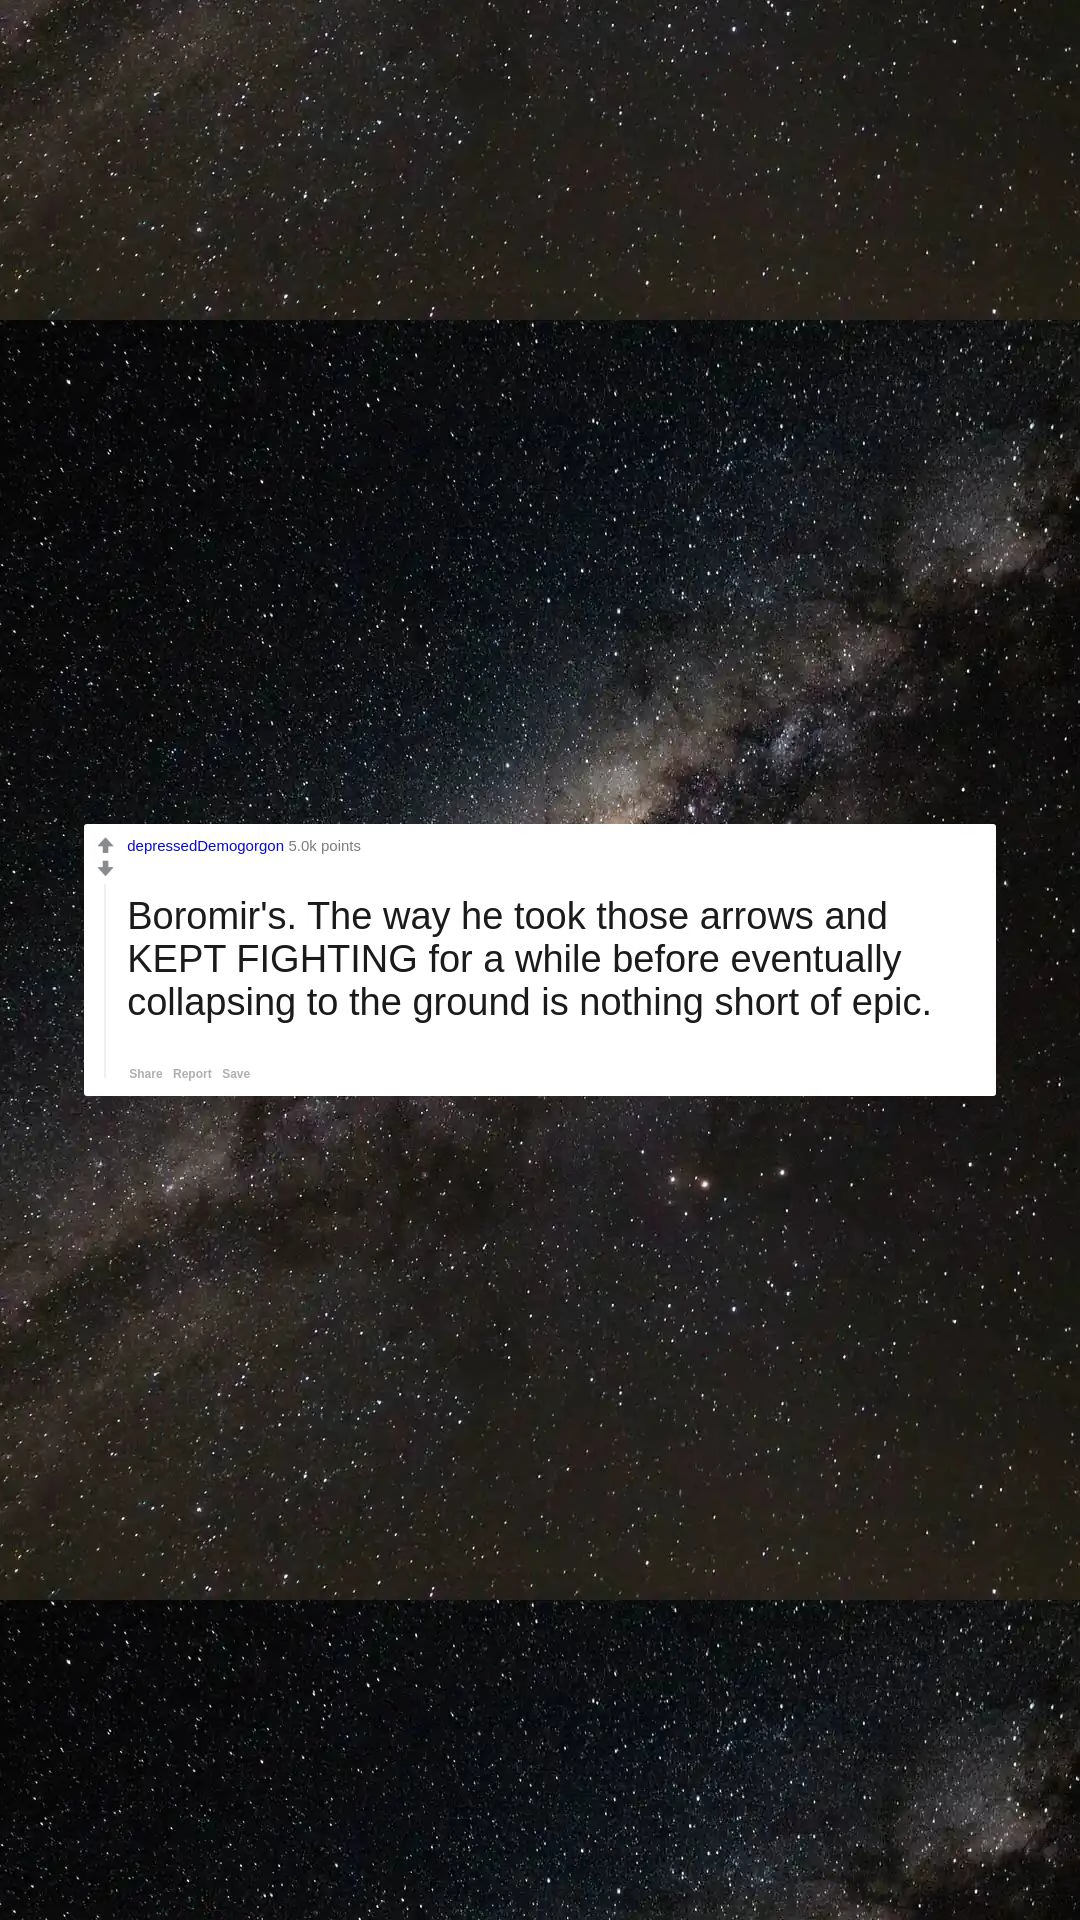 depressedDemogorgon 5.0k points
Boromir's. The way he took those arrows and
KEPT FIGHTING for a while before eventually
collapsing to the ground is nothing short of epic.
Share Report Save